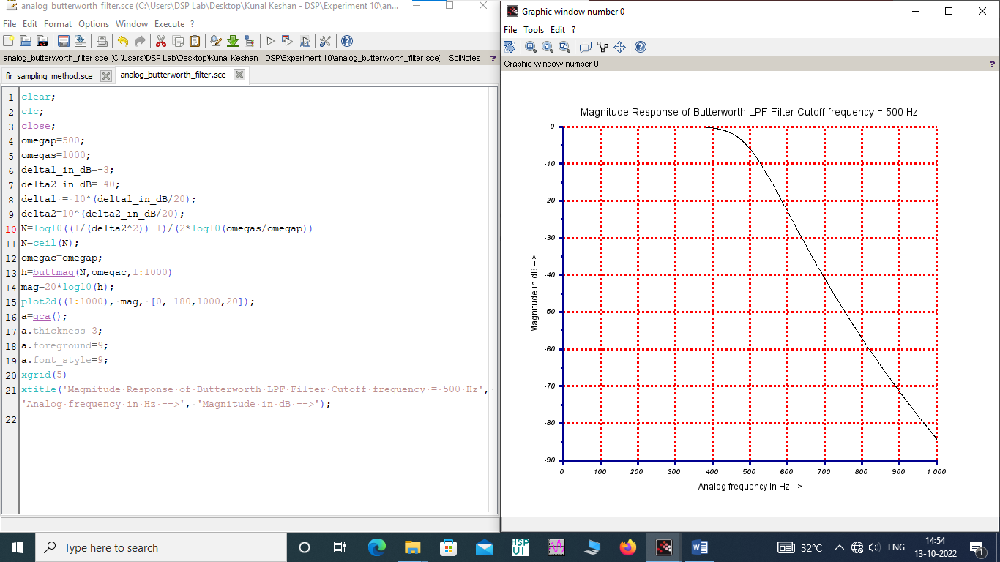 analog_butterworth_filter.sce (C:\Users\DSP Lab\Desktop\Kunal Keshan - DSP\Experiment 10\an...
File Edit Format Options Window Execute ?
analog_butterworth_filter.sce (C:\Users\DSP Lab\Desktop\Kunal Keshan - DSP\Experiment 10\analog_butterworth_filter.sce) - SciNotes ?
fir_sampling_method.sce analog_butterworth_filter.sce
1 clear;
2 clc;
3 close;
4 omegap=500;
5 omegas=1000;
6 delta1_in_dB=-3;
7 delta2_in_dB=-40;
8 delta1 = 10^(delta1_in_dB/20);
9 delta2=10^(delta2_in_dB/20);
10 N=log10((1/(delta2^2))-1)/(2*log10(omegas/omegap))
11 N=ceil(N);
12 omegac=omegap;
13 h=buttmag(N,omegac,1:1000)
14 mag=20*log10(h);
15 plot2d((1:1000), mag, [0,-180,1000,20]);
16 a=gca();
17 a.thickness=3;
18 a.foreground=9;
19 a.font_style=9;
20 xgrid(5)
21 xtitle('Magnitude Response of Butterworth LPF Filter Cutoff frequency = 500 Hz',
'Analog frequency in Hz -->', 'Magnitude in dB -->');
22
Graphic window number 0
File Tools Edit ?
Graphic window number 0 ?
Magnitude Response of Butterworth LPF Filter Cutoff frequency = 500 Hz
0
-10
-20
-30
-40
-50
-60
-70
-80
-90
Magnitude in dB -->
0 100 200 300 400 500 600 700 800 900 1 000
Analog frequency in Hz -->
Type here to search
HSP
UI
W
32°C
ENG
14:54
13-10-2022
1